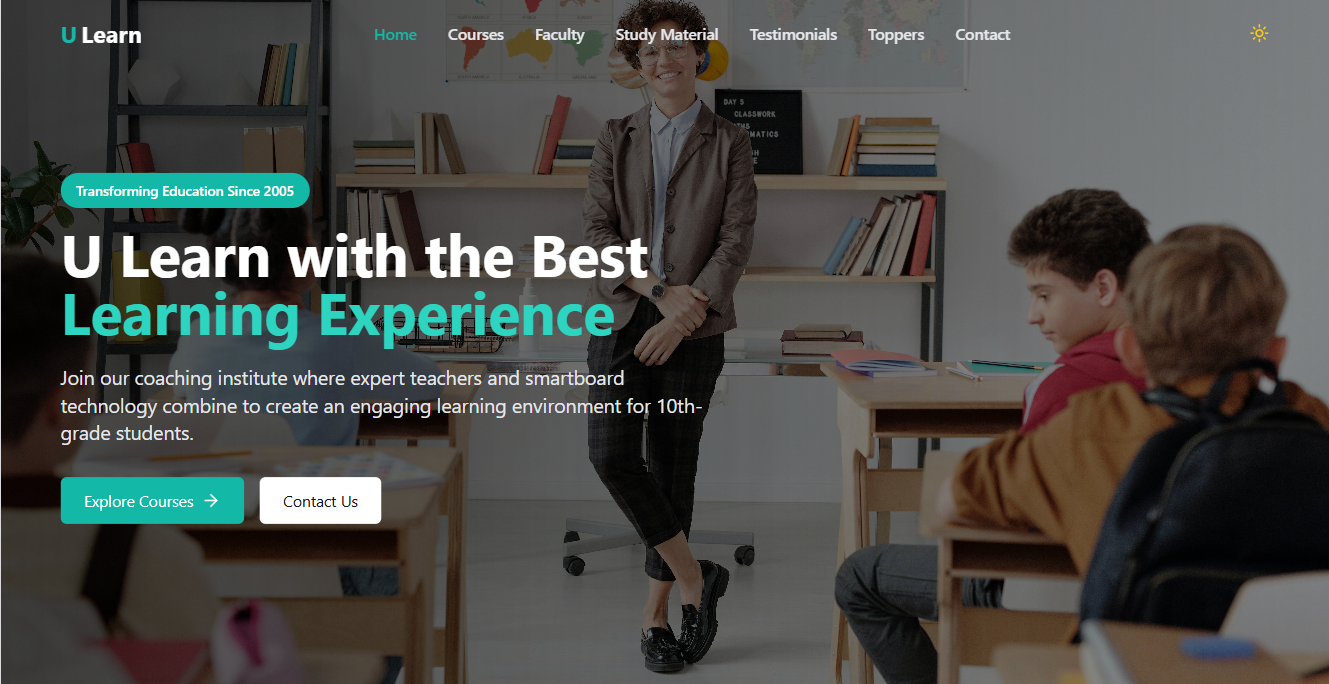 U Learn
Home Courses Faculty Study Material Testimonials Toppers Contact
DAY 5
CLASSWORK
Transforming Education Since 2005
U Learn with the Best
Learning Experience
Join our coaching institute where expert teachers and smartboard
technology combine to create an engaging learning environment for 10th-
grade students.
Explore Courses →
Contact Us